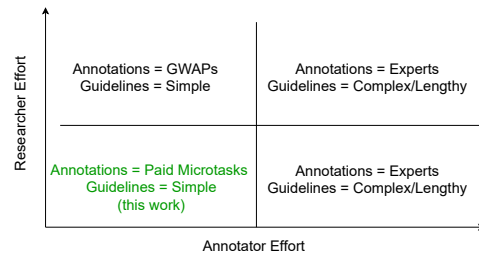 Researcher Effort
Annotations = GWAPs
Guidelines = Simple
Annotations = Experts
Guidelines = Complex/Lengthy
Annotations = Paid Microtasks
Guidelines = Simple
(this work)
Annotations = Experts
Guidelines = Complex/Lengthy
Annotator Effort